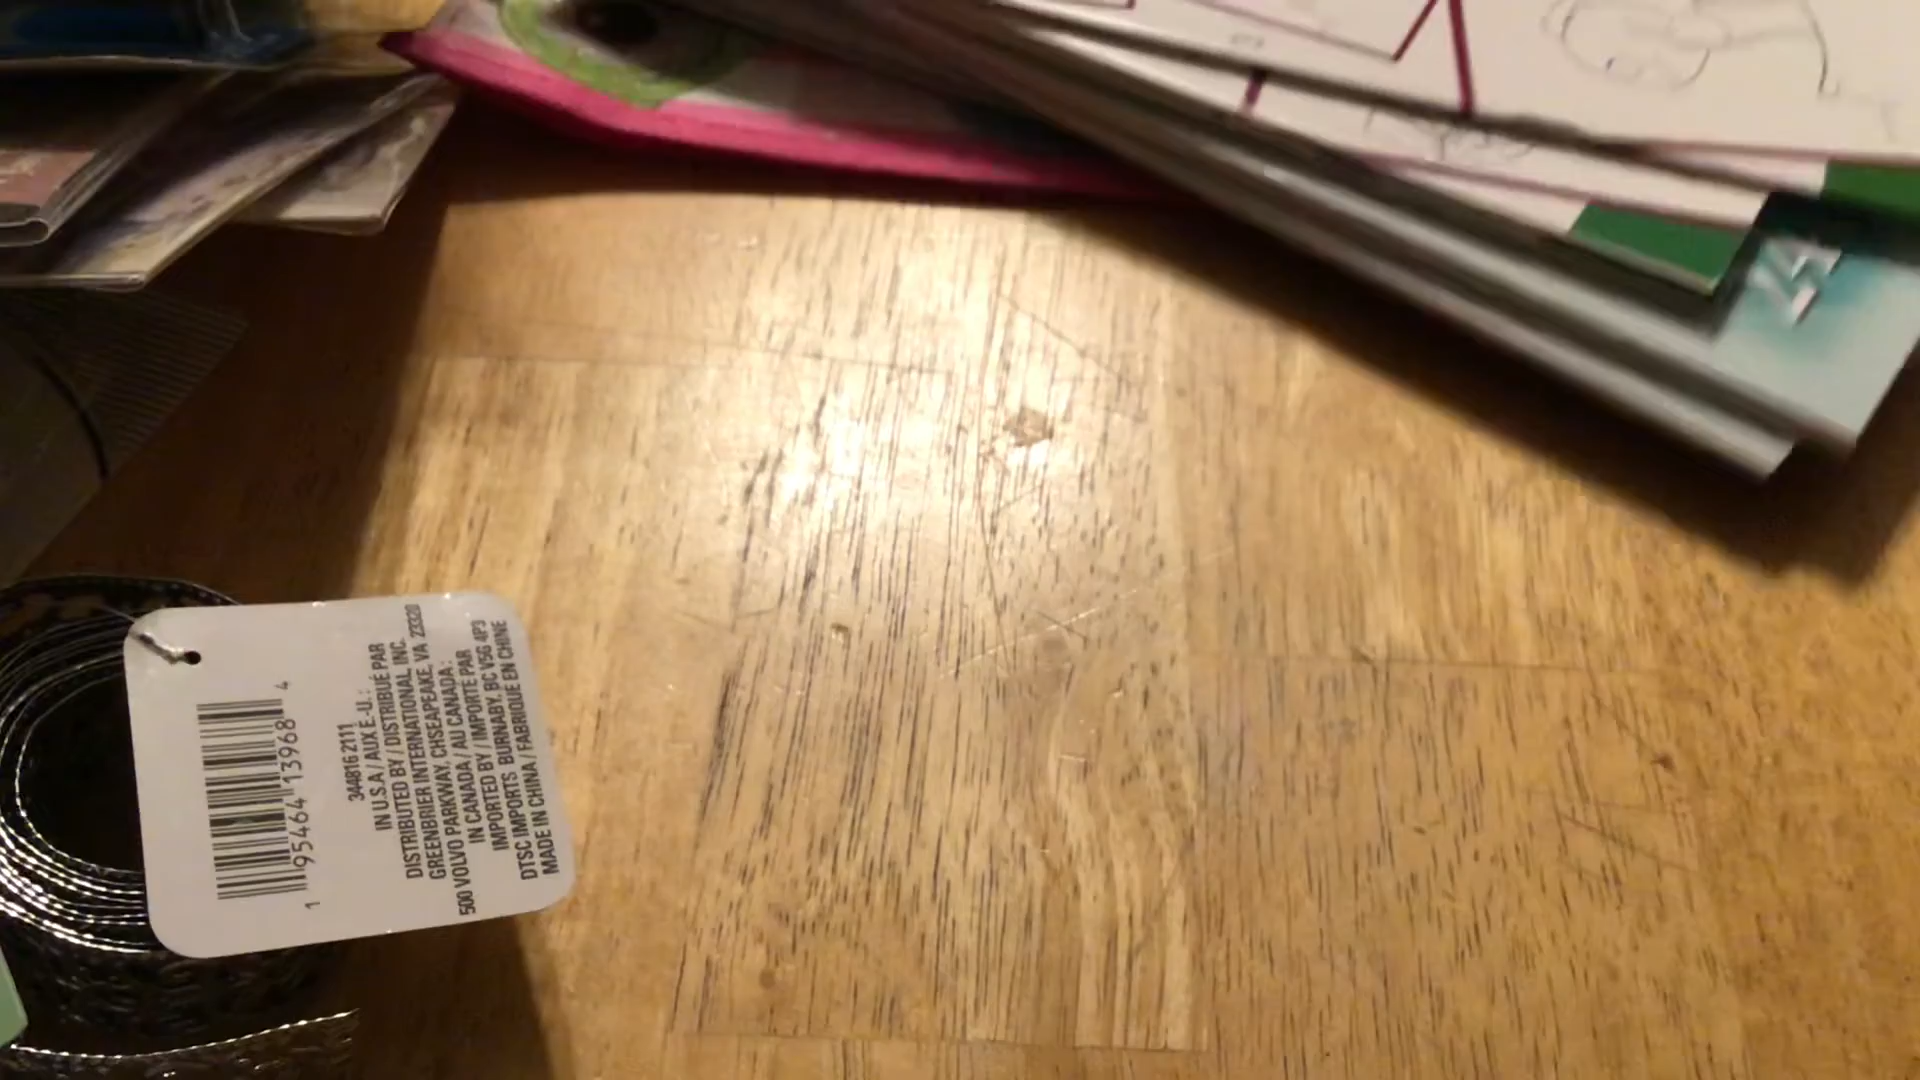 1 95464 13968 4
344816 2111
IN U.S.A / AUX E.-U. :
DISTRIBUTED BY / DISTRIBUÉ PAR
GREENBRIER INTERNATIONAL, INC.
500 VOLVO PARKWAY, CHSEAPEAKE, VA 23320
IN CANADA / AU CANADA :
IMPORTED BY / IMPORTÉ PAR
DTSC IMPORTS BURNABY, BC V5G 4P3
MADE IN CHINA / FABRIQUÉ EN CHINE